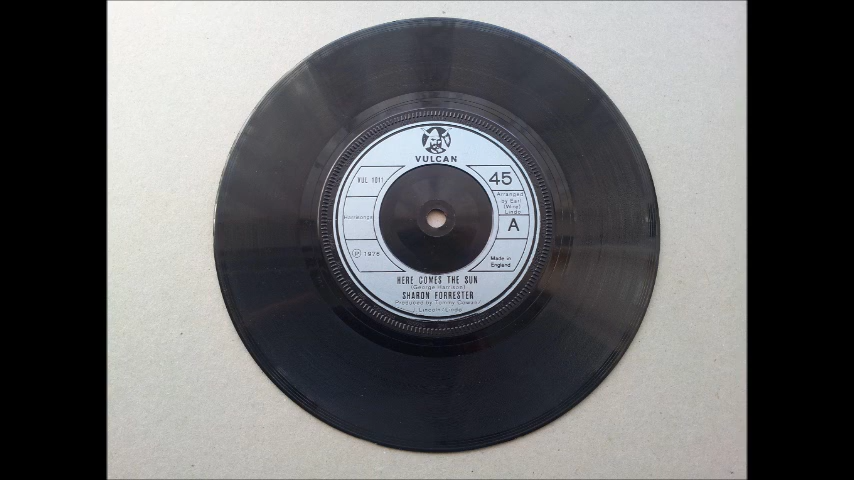 VULCAN
VUL 1011
45
Arranged
by Earl
(Wire)
Lindo
Harrisongs
A
℗ 1976
Made in
England
HERE COMES THE SUN
(George Harrison)
SHARON FORRESTER
Produced by Tommy Cowan
J. Lincoln/Lindo